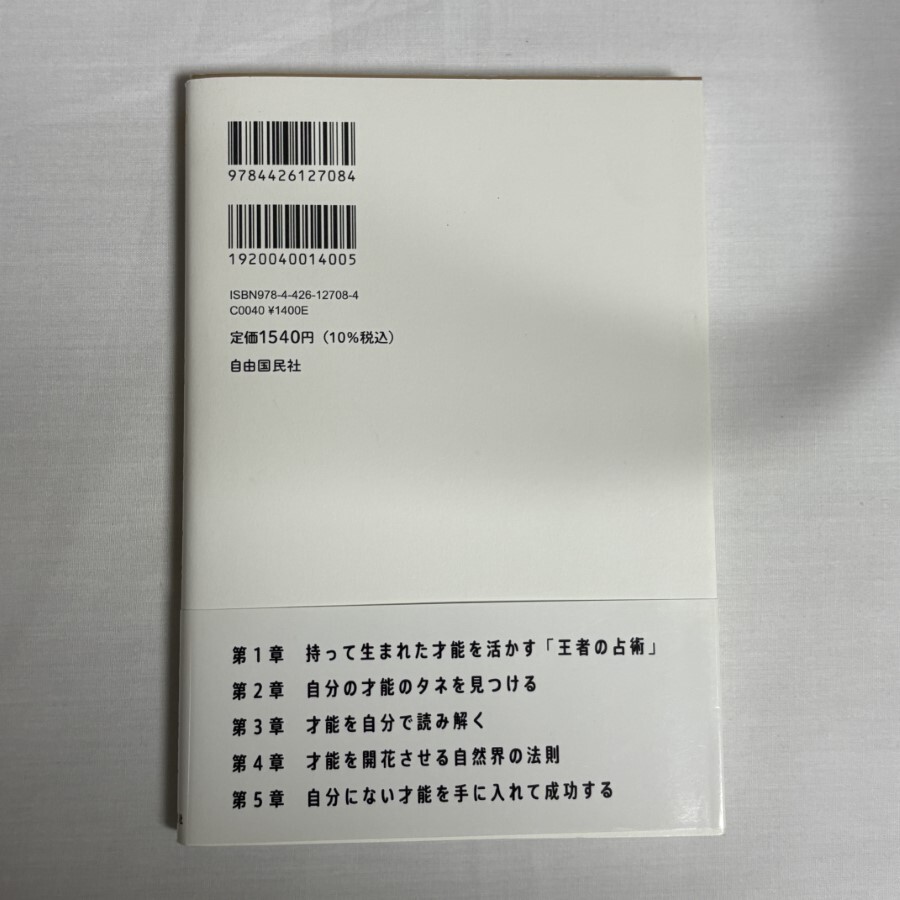 9784426127084
1920040014005
ISBN978-4-426-12708-4
C0040 ¥1400E
定価1540円（10%税込）
自由国民社
第1章 持って生まれた才能を活かす「王者の占術」
第2章 自分の才能のタネを見つける
第3章 才能を自分で読み解く
第4章 才能を開花させる自然界の法則
第5章 自分にない才能を手に入れて成功する